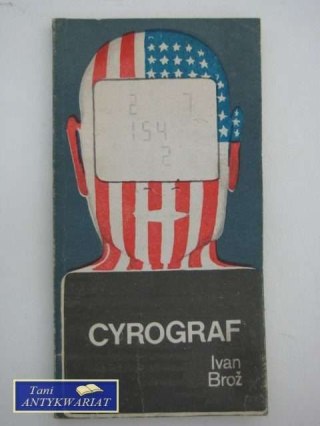 2 7
154
2
CYROGRAF
Ivan
Brož
Tani
ANTYKWARIAT